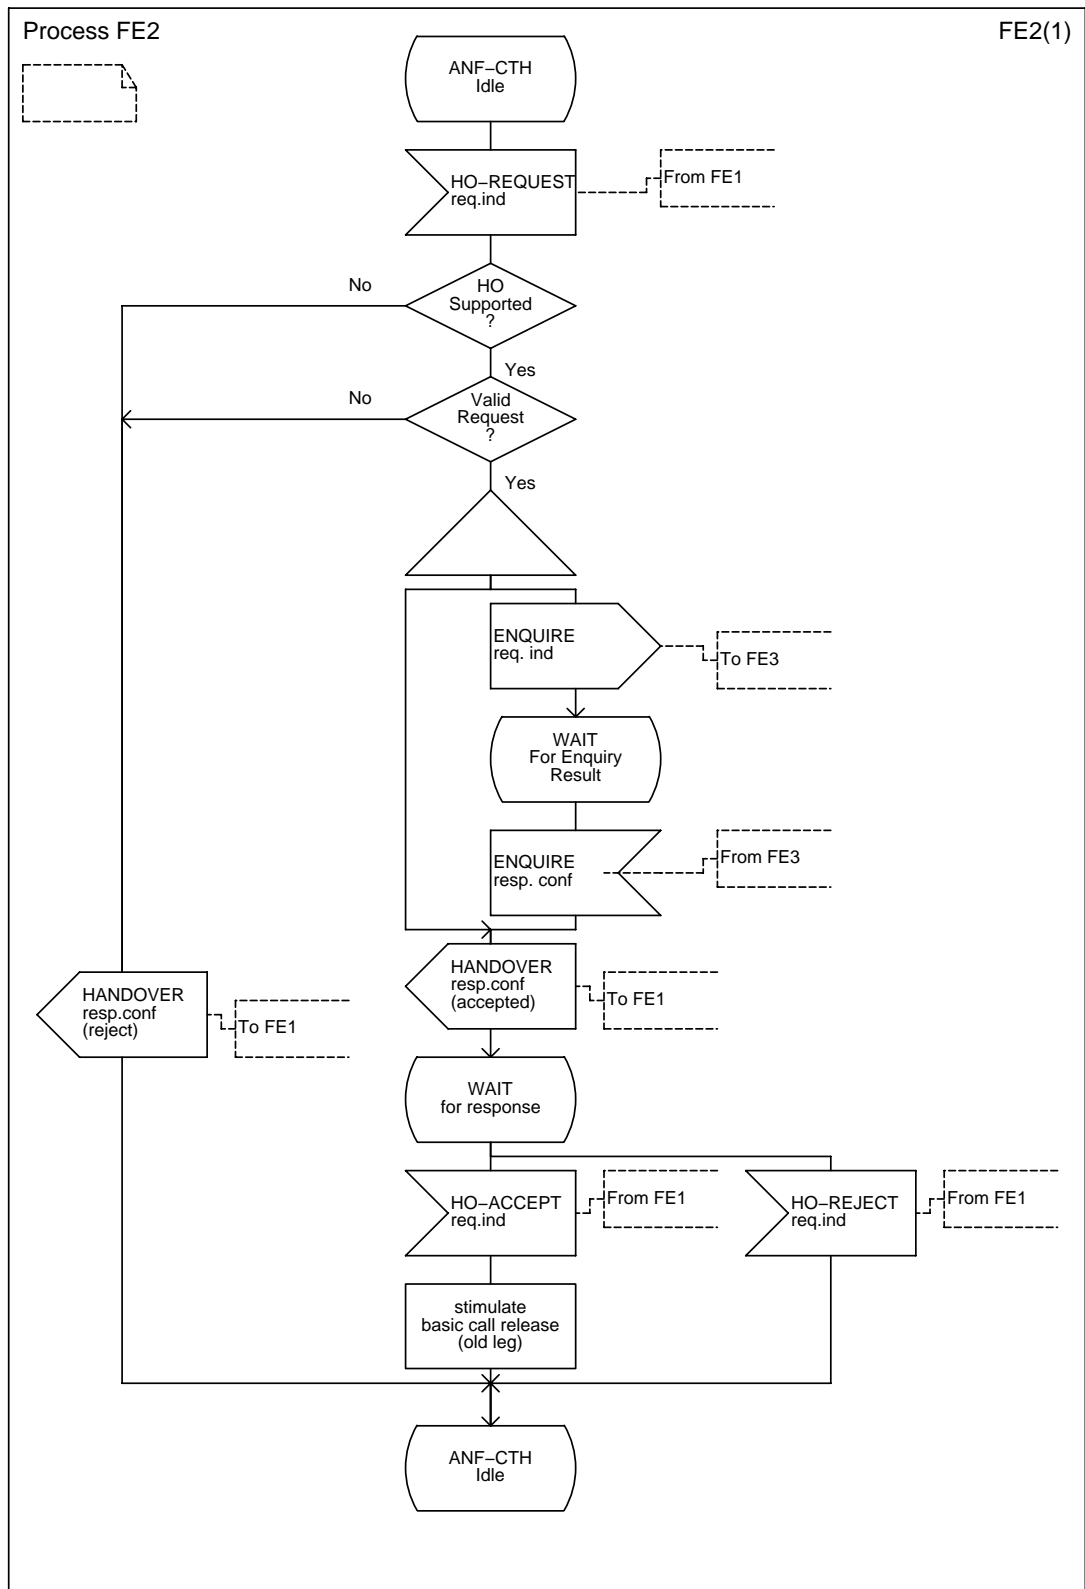 Process FE2
FE2(1)
ANF−CTH
Idle
HO−REQUEST
req.ind
From FE1
No
HO
Supported
?
Yes
No
Valid
Request
?
Yes
ENQUIRE
req. ind
To FE3
WAIT
For Enquiry
Result
ENQUIRE
resp. conf
From FE3
HANDOVER
resp.conf
(accepted)
To FE1
HANDOVER
resp.conf
(reject)
To FE1
WAIT
for response
HO−ACCEPT
req.ind
From FE1
HO−REJECT
req.ind
From FE1
stimulate
basic call release
(old leg)
ANF−CTH
Idle